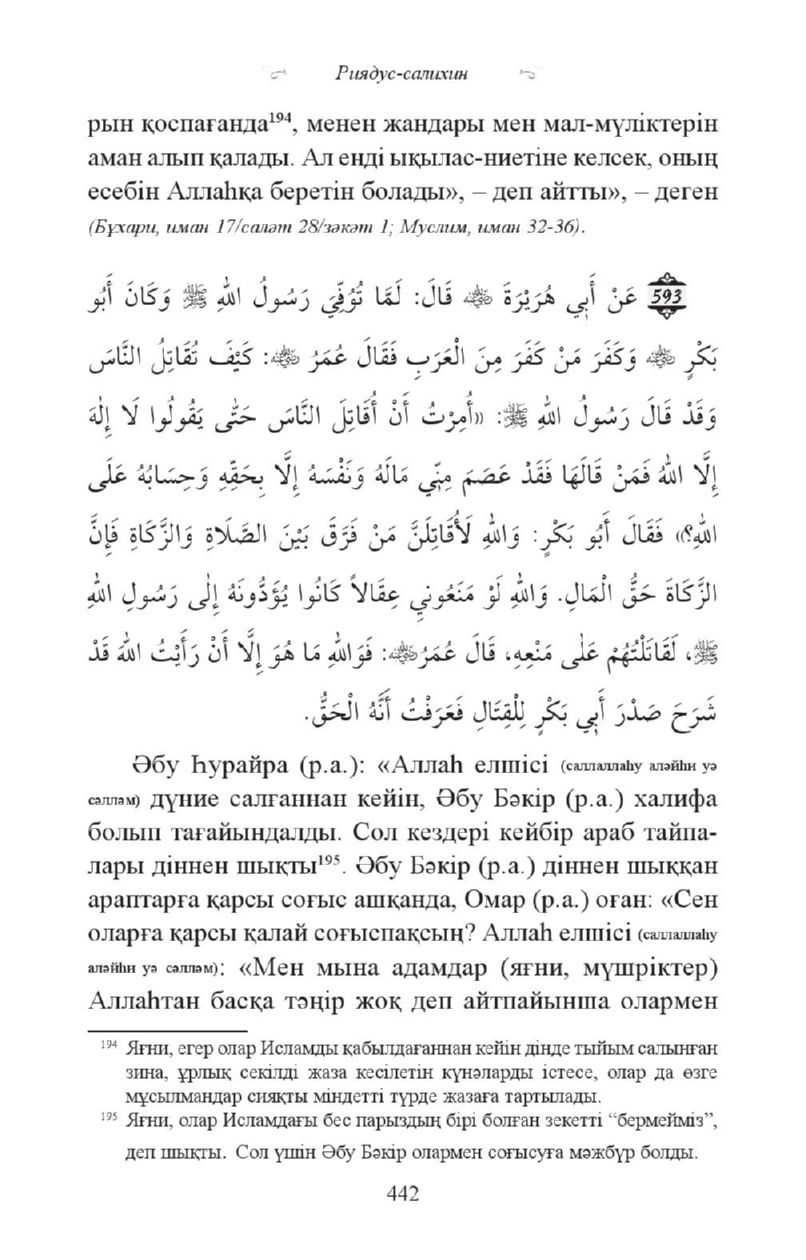 Риядус-салихин
рын қоспағанда¹⁹⁴, менен жандары мен мал-мүліктерін
аман алып қалады. Ал енді ықылас-ниетіне келсек, оның
есебін Аллаһқа беретін болады», – деп айтты», – деген
(Бұхари, иман 17/саләт 28/зәкәт 1; Муслим, иман 32-36).
593 عَنْ أَبِي هُرَيْرَةَ ﷺ قَالَ: لَمَّا تُوُفِّيَ رَسُولُ اللهِ ﷺ وَكَانَ أَبُو
بَكْرٍ ﷺ وَكَفَرَ مَنْ كَفَرَ مِنَ الْعَرَبِ فَقَالَ عُمَرُ ﷺ: كَيْفَ تُقَاتِلُ النَّاسَ
وَقَدْ قَالَ رَسُولُ اللهِ ﷺ: «أُمِرْتُ أَنْ أُقَاتِلَ النَّاسَ حَتَّى يَقُولُوا لَا إِلٰهَ
إِلَّا اللهُ فَمَنْ قَالَهَا فَقَدْ عَصَمَ مِنِّي مَالَهُ وَنَفْسَهُ إِلَّا بِحَقِّهِ وَحِسَابُهُ عَلَى
اللهِ؟» فَقَالَ أَبُو بَكْرٍ: وَاللهِ لَأُقَاتِلَنَّ مَنْ فَرَّقَ بَيْنَ الصَّلَاةِ وَالزَّكَاةِ فَإِنَّ
الزَّكَاةَ حَقُّ الْمَالِ. وَاللهِ لَوْ مَنَعُونِي عِقَالاً كَانُوا يُؤَدُّونَهُ إِلٰى رَسُولِ اللهِ
ﷺ، لَقَاتَلْتُهُمْ عَلٰى مَنْعِهِ، قَالَ عُمَرُ ﷺ: فَوَاللهِ مَا هُوَ إِلَّا أَنْ رَأَيْتُ اللهَ قَدْ
شَرَحَ صَدْرَ أَبِي بَكْرٍ لِلْقِتَالِ فَعَرَفْتُ أَنَّهُ الْحَقُّ.
Әбу Һурайра (р.а.): «Аллаһ елшісі (саллаллаһу аләйһи уә
сәлләм) дүние салғаннан кейін, Әбу Бәкір (р.а.) халифа
болып тағайындалды. Сол кездері кейбір араб тайпа-
лары діннен шықты¹⁹⁵. Әбу Бәкір (р.а.) діннен шыққан
араптарға қарсы соғыс ашқанда, Омар (р.а.) оған: «Сен
оларға қарсы қалай соғыспақсың? Аллаһ елшісі (саллаллаһу
аләйһи уә сәлләм): «Мен мына адамдар (яғни, мүшріктер)
Аллаһтан басқа тәңір жоқ деп айтпайынша олармен
¹⁹⁴ Яғни, егер олар Исламды қабылдағаннан кейін дінде тыйым салынған
зина, ұрлық секілді жаза кесілетін күнәларды істесе, олар да өзге
мұсылмандар сияқты міндетті түрде жазаға тартылады.
¹⁹⁵ Яғни, олар Исламдағы бес парыздың бірі болған зекетті “бермейміз”,
деп шықты. Сол үшін Әбу Бәкір олармен соғысуға мәжбүр болды.
442